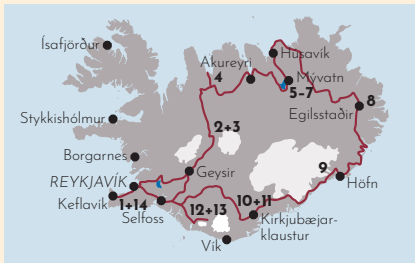 Ísafjörður
Akureyri
Husavík
4
Mývatn
5-7
8
Egilsstaðir
Stykkishólmur
2+3
Borgarnes
Geysir
REYKJAVÍK
Keflavík
1+14
Selfoss
9
Höfn
10+11
12+13
Kirkjubæjar-
klaustur
Vík